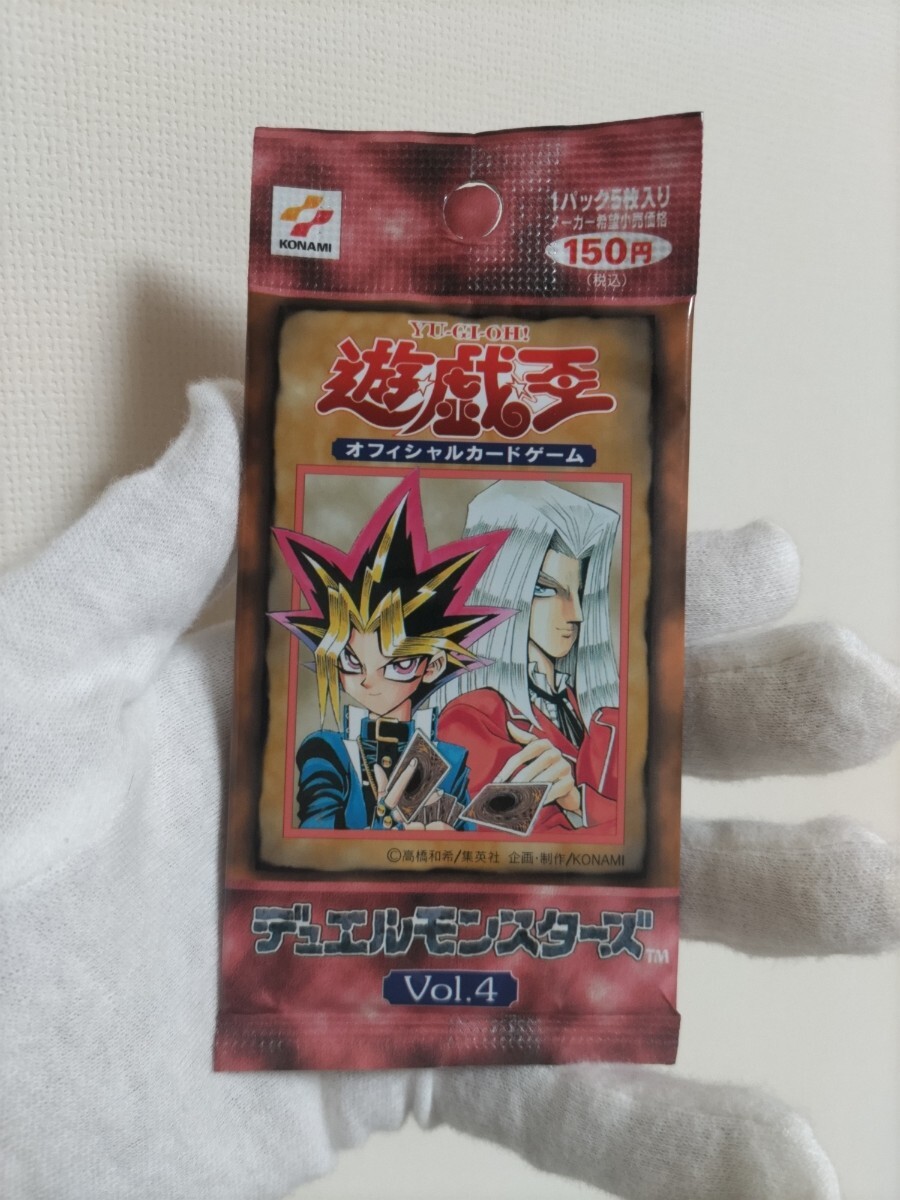 KONAMI
1パック5枚入り
メーカー希望小売価格
150円
(税込)
YU-GI-OH!
遊☆戯☆王
オフィシャルカードゲーム
©高橋和希/集英社 企画・制作/KONAMI
デュエルモンスターズ™
Vol.4